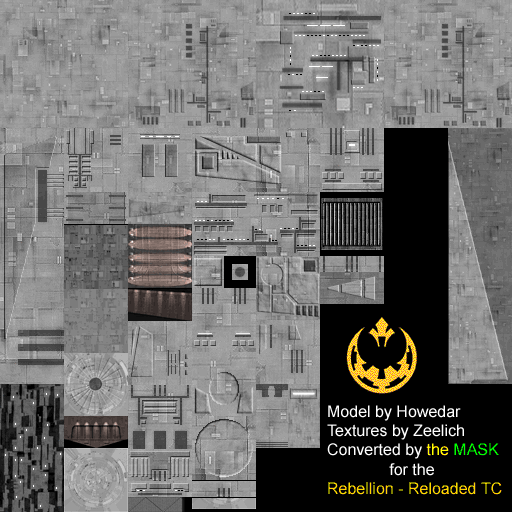 Model by Howedar
Textures by Zeelich
Converted by the MASK
for the
Rebellion - Reloaded TC